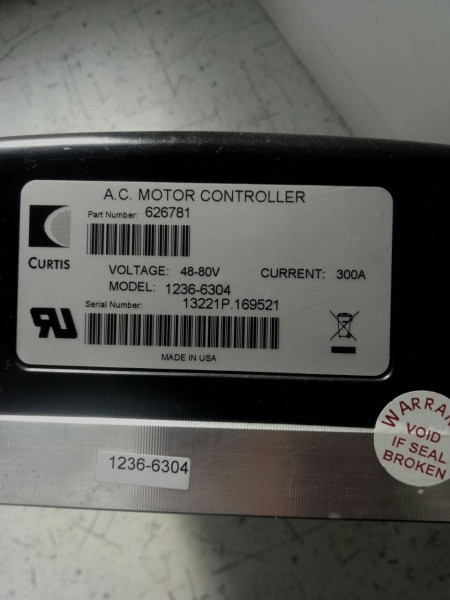 A.C. MOTOR CONTROLLER
Part Number: 626781
CURTIS
VOLTAGE: 48-80V CURRENT: 300A
MODEL: 1236-6304
Serial Number: 13221P.169521
MADE IN USA
WARRAN
VOID
IF SEAL
BROKEN
1236-6304